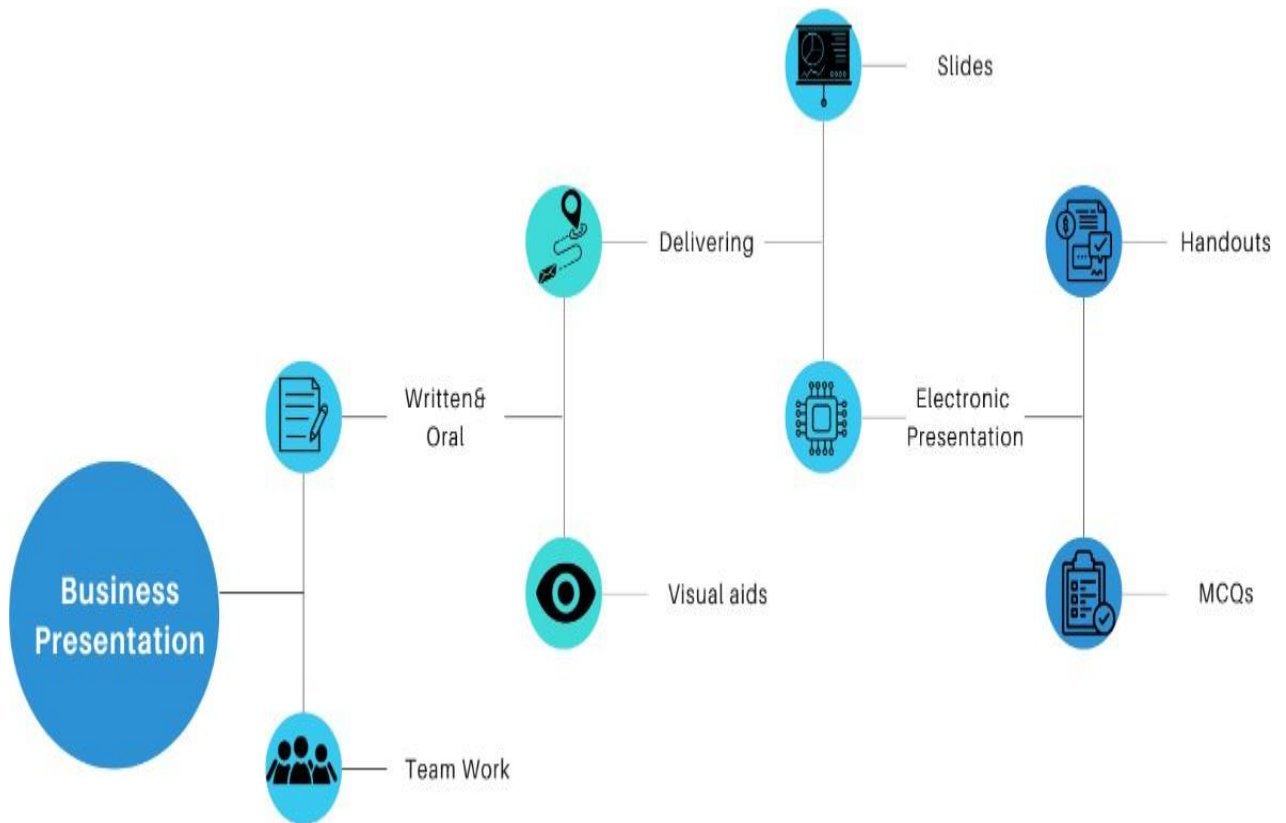 Slides
Delivering
Handouts
Written&
Oral
Electronic
Presentation
Business
Presentation
Visual aids
MCQs
Team Work